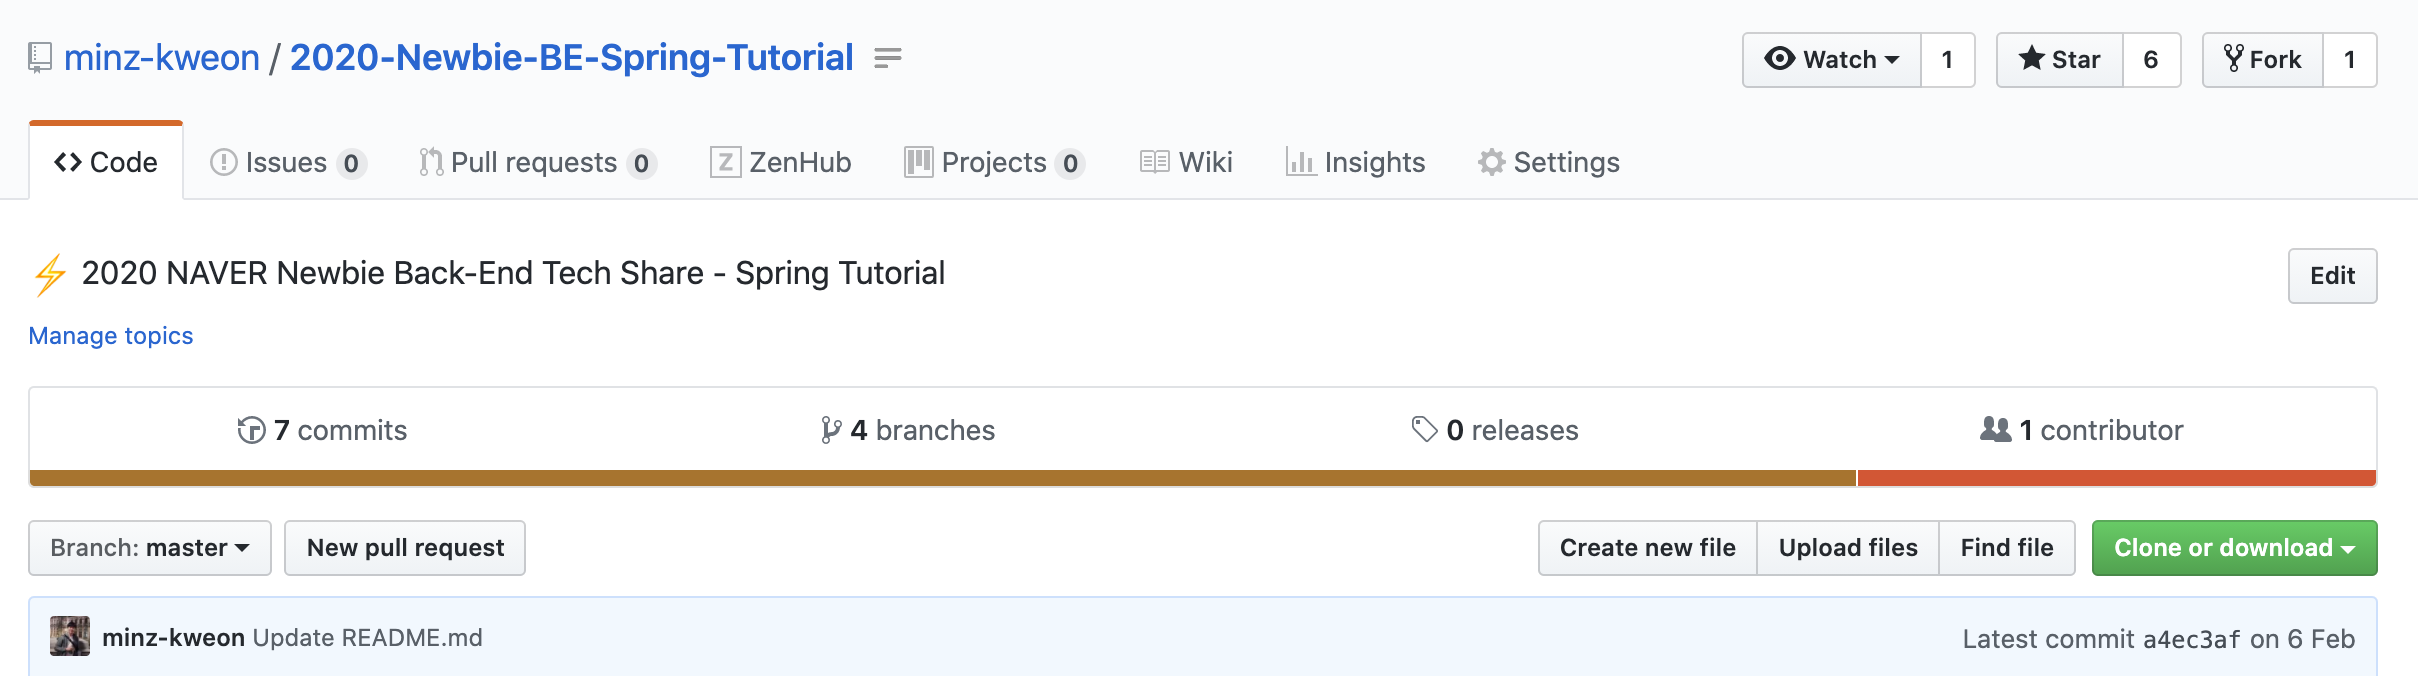 minz-kweon / 2020-Newbie-BE-Spring-Tutorial
Watch 1 Star 6 Fork 1
Code Issues 0 Pull requests 0 Z ZenHub Projects 0 Wiki Insights Settings
2020 NAVER Newbie Back-End Tech Share - Spring Tutorial
Edit
Manage topics
7 commits 4 branches 0 releases 1 contributor
Branch: master New pull request Create new file Upload files Find file Clone or download
minz-kweon Update README.md Latest commit a4ec3af on 6 Feb